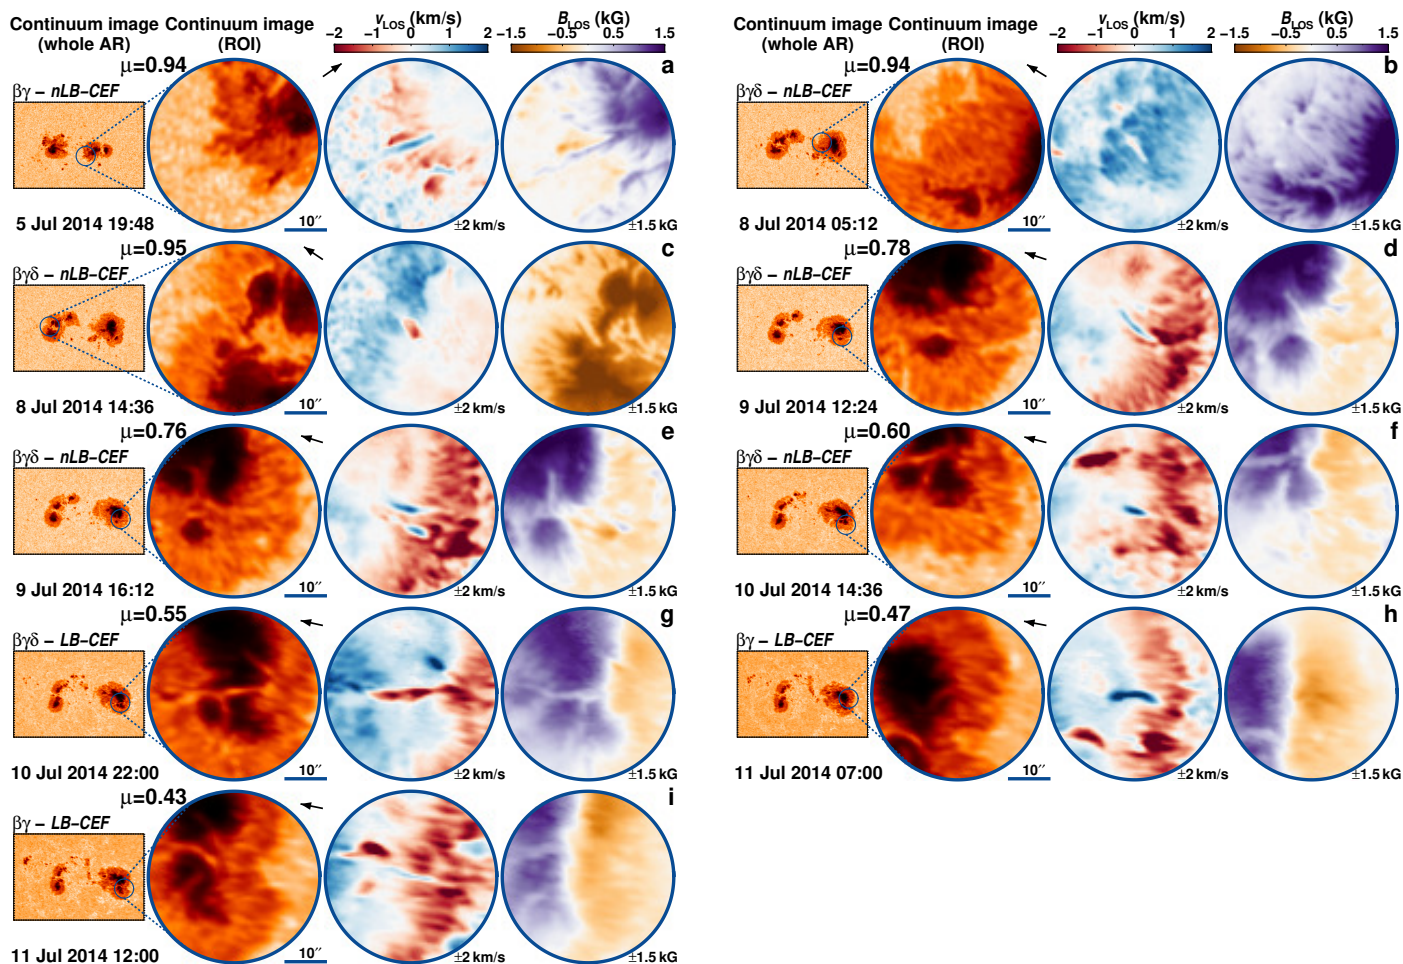 Continuum image
(whole AR)
Continuum image
(ROI)
vLOS (km/s)
−2 −1 0 1 2
BLOS (kG)
−1.5 −0.5 0 0.5 1.5
Continuum image
(whole AR)
Continuum image
(ROI)
vLOS (km/s)
−2 −1 0 1 2
BLOS (kG)
−1.5 −0.5 0 0.5 1.5
μ=0.94
a
βγ − nLB−CEF
5 Jul 2014 19:48
10″
±2 km/s
±1.5 kG
μ=0.94
b
βγδ − nLB−CEF
8 Jul 2014 05:12
10″
±2 km/s
±1.5 kG
μ=0.95
c
βγδ − nLB−CEF
8 Jul 2014 14:36
10″
±2 km/s
±1.5 kG
μ=0.78
d
βγδ − nLB−CEF
9 Jul 2014 12:24
10″
±2 km/s
±1.5 kG
μ=0.76
e
βγδ − nLB−CEF
9 Jul 2014 16:12
10″
±2 km/s
±1.5 kG
μ=0.60
f
βγδ − nLB−CEF
10 Jul 2014 14:36
10″
±2 km/s
±1.5 kG
μ=0.55
g
βγδ − LB−CEF
10 Jul 2014 22:00
10″
±2 km/s
±1.5 kG
μ=0.47
h
βγ − LB−CEF
11 Jul 2014 07:00
10″
±2 km/s
±1.5 kG
μ=0.43
i
βγ − LB−CEF
11 Jul 2014 12:00
10″
±2 km/s
±1.5 kG